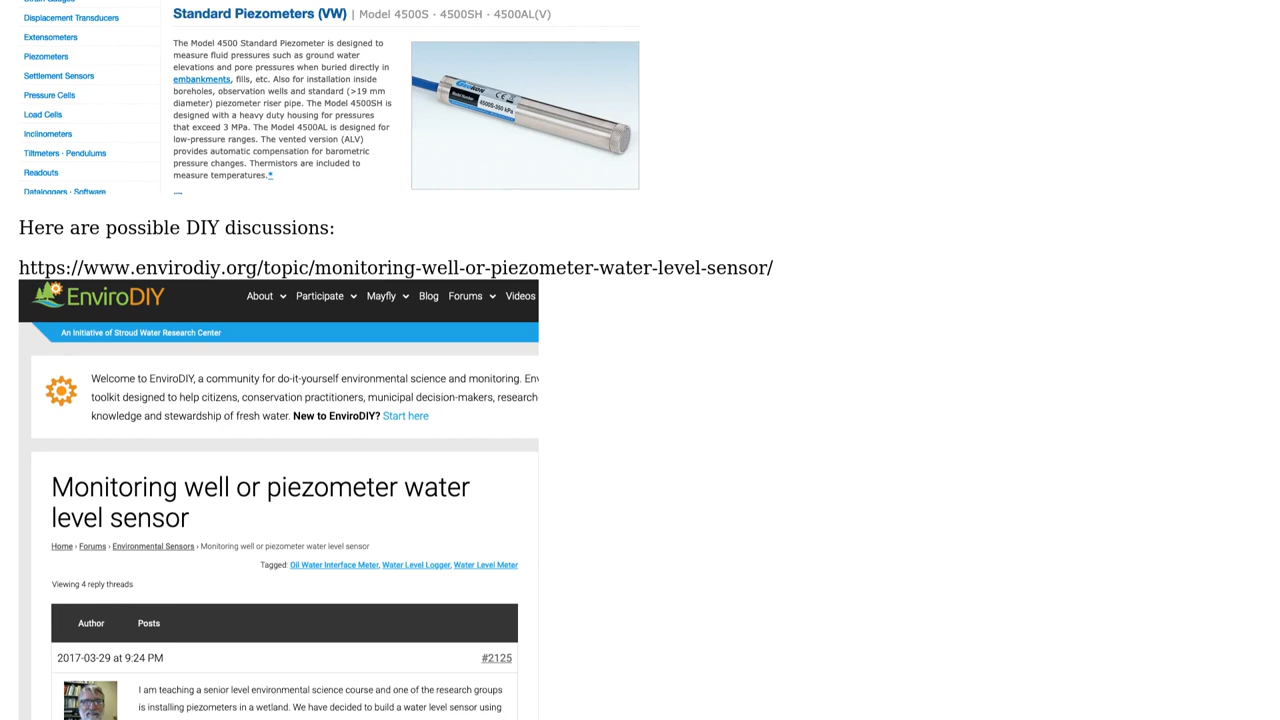 Displacement Transducers
Extensometers
Piezometers
Settlement Sensors
Pressure Cells
Load Cells
Inclinometers
Tiltmeters · Pendulums
Readouts
Dataloggers · Software
Standard Piezometers (VW) | Model 4500S · 4500SH · 4500AL(V)
The Model 4500 Standard Piezometer is designed to
measure fluid pressures such as ground water
elevations and pore pressures when buried directly in
embankments, fills, etc. Also for installation inside
boreholes, observation wells and standard (>19 mm
diameter) piezometer riser pipe. The Model 4500SH is
designed with a heavy duty housing for pressures
that exceed 3 MPa. The Model 4500AL is designed for
low-pressure ranges. The vented version (ALV)
provides automatic compensation for barometric
pressure changes. Thermistors are included to
measure temperatures.*
Geokon
Model Number
4500S-350 kPa
Here are possible DIY discussions:
https://www.envirodiy.org/topic/monitoring-well-or-piezometer-water-level-sensor/
EnviroDIY
About Participate Mayfly Blog Forums Videos
An Initiative of Stroud Water Research Center
Welcome to EnviroDIY, a community for do-it-yourself environmental science and monitoring. Env
toolkit designed to help citizens, conservation practitioners, municipal decision-makers, research
knowledge and stewardship of fresh water. New to EnviroDIY? Start here
Monitoring well or piezometer water
level sensor
Home › Forums › Environmental Sensors › Monitoring well or piezometer water level sensor
Tagged: Oil Water Interface Meter, Water Level Logger, Water Level Meter
Viewing 4 reply threads
Author Posts
2017-03-29 at 9:24 PM #2125
I am teaching a senior level environmental science course and one of the research groups
is installing piezometers in a wetland. We have decided to build a water level sensor using